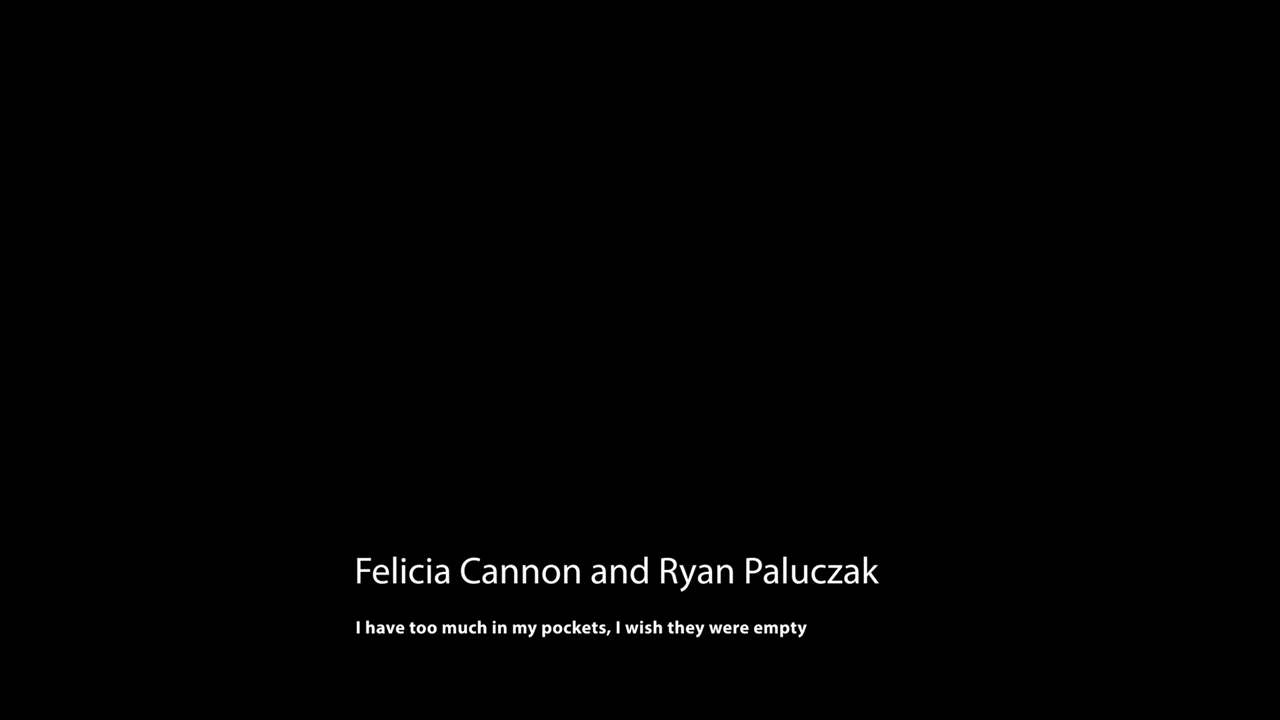 Felicia Cannon and Ryan Paluczak
I have too much in my pockets, I wish they were empty